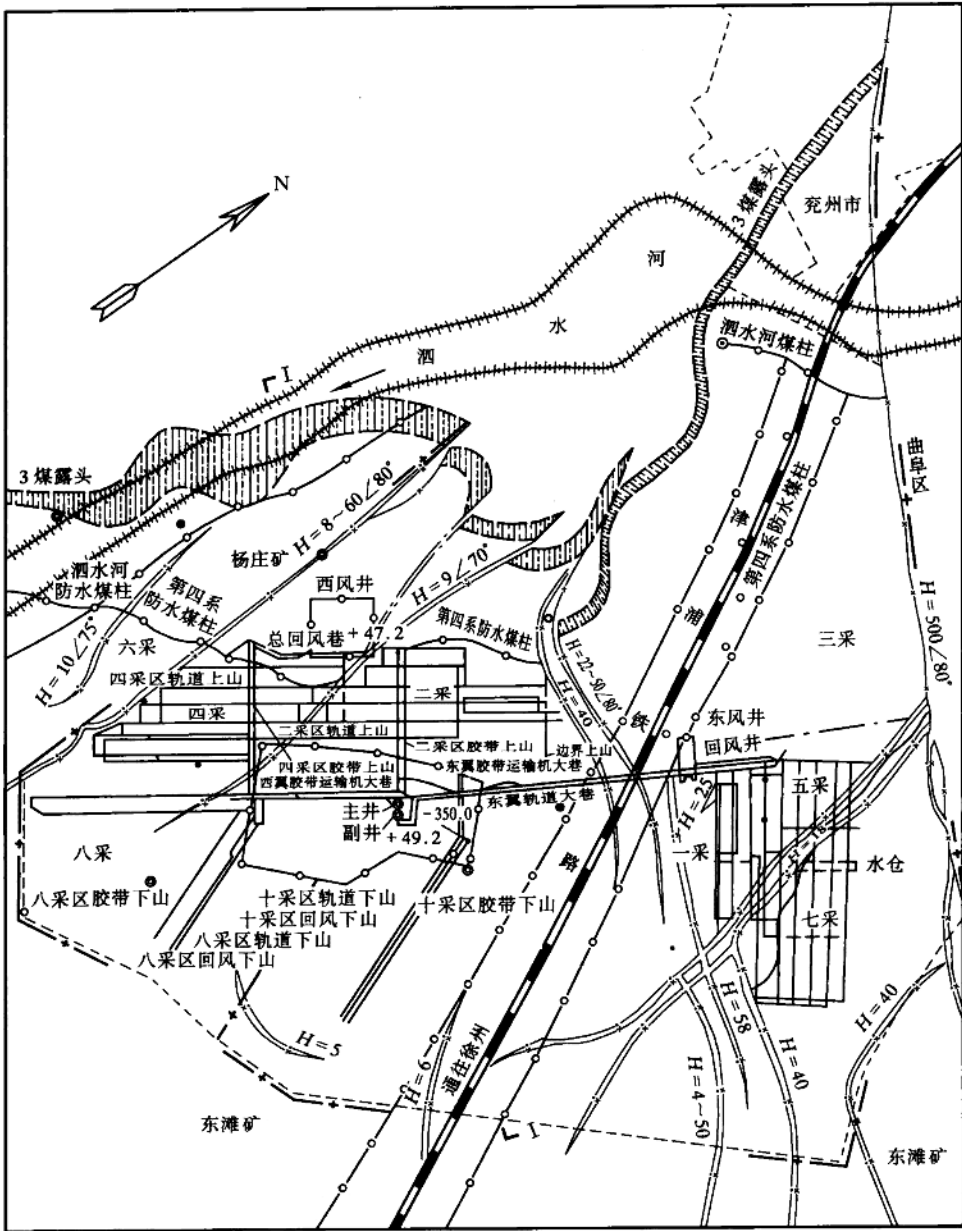 N
3煤露头
兖州市
河
水
泗
泗水河煤柱
I
曲阜区
3煤露头
H=8~60∠80°
杨庄矿
泗水河
防水煤柱
第四系
防水煤柱
H=10∠75°
六采
西风井
总回风巷
+47.2
H=9∠70°
第四系防水煤柱
H=22~50/80°
H=40
津
浦
铁
路
第四系防水煤柱
三采
H=500/80°
四采区轨道上山
四采
二采
二采区轨道上山
二采区胶带上山
边界上山
四采区胶带上山
东翼胶带运输机大巷
西翼胶带运输机大巷
东风井
回风井
主井
副井
-350.0
+49.2
东翼轨道大巷
H=25
五采
一采
H=18
水仓
七采
八采
八采区胶带下山
十采区轨道下山
十采区胶带下山
十采区回风下山
八采区轨道下山
八采区回风下山
H=5
H=6
通往徐州
H=58
H=40
H=40
H=4~50
I
东滩矿
东滩矿